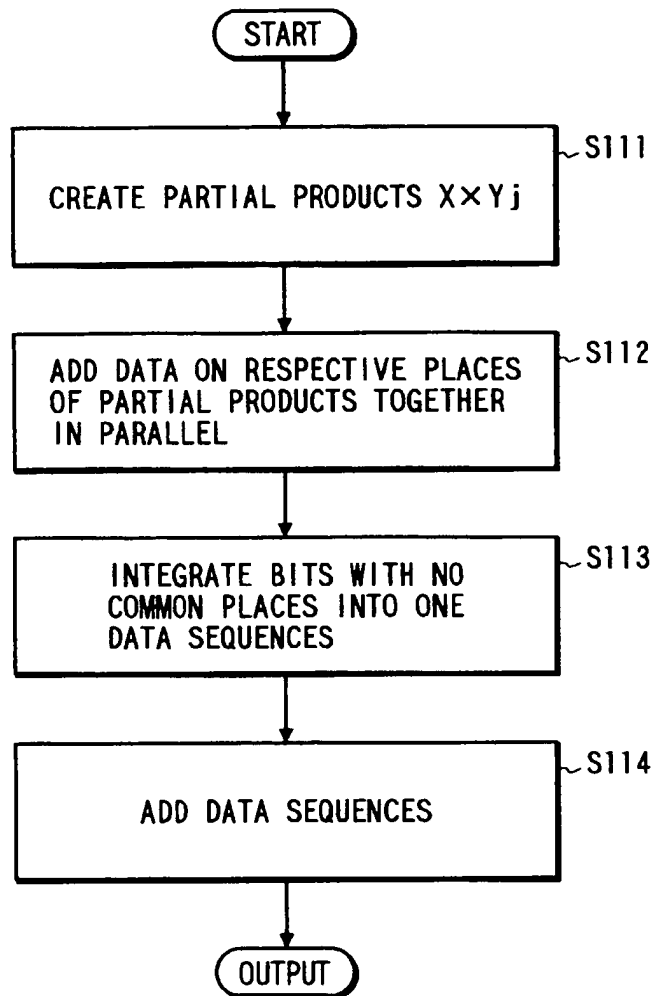 START
S111
CREATE PARTIAL PRODUCTS X×Yj
S112
ADD DATA ON RESPECTIVE PLACES
OF PARTIAL PRODUCTS TOGETHER
IN PARALLEL
S113
INTEGRATE BITS WITH NO
COMMON PLACES INTO ONE
DATA SEQUENCES
S114
ADD DATA SEQUENCES
OUTPUT